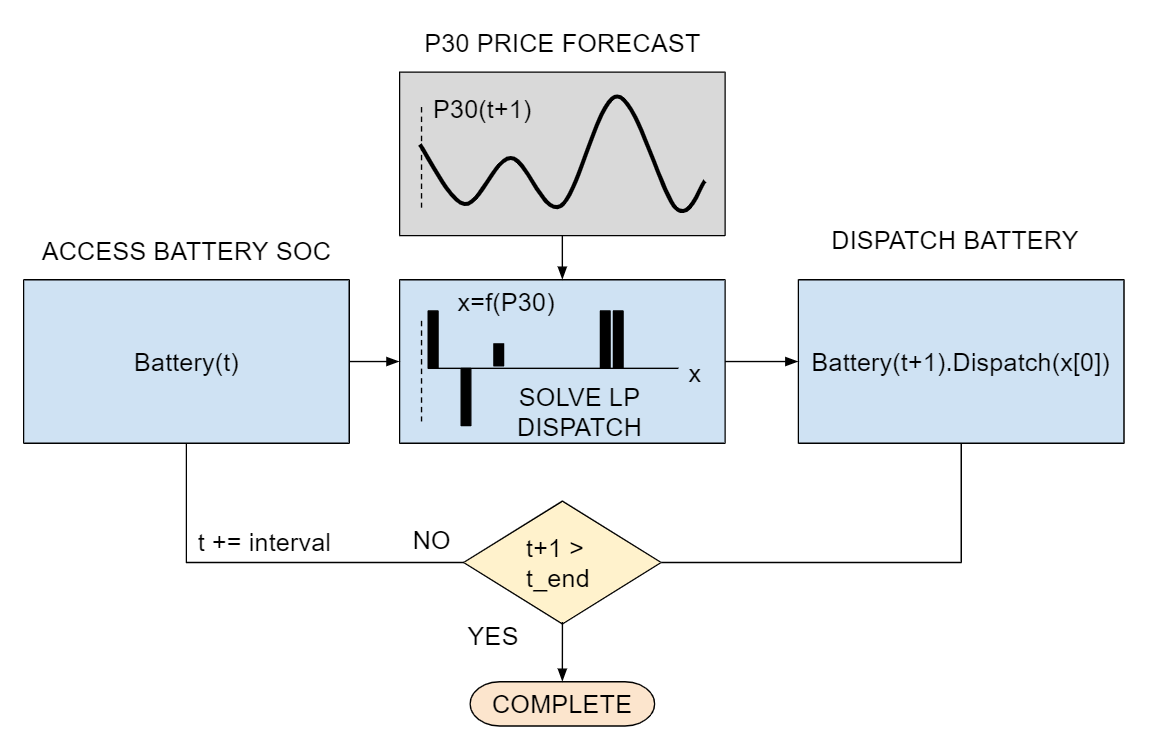 P30 PRICE FORECAST
P30(t+1)
ACCESS BATTERY SOC
DISPATCH BATTERY
Battery(t)
x=f(P30)
x
SOLVE LP
DISPATCH
Battery(t+1).Dispatch(x[0])
t += interval
NO
t+1 >
t_end
YES
COMPLETE